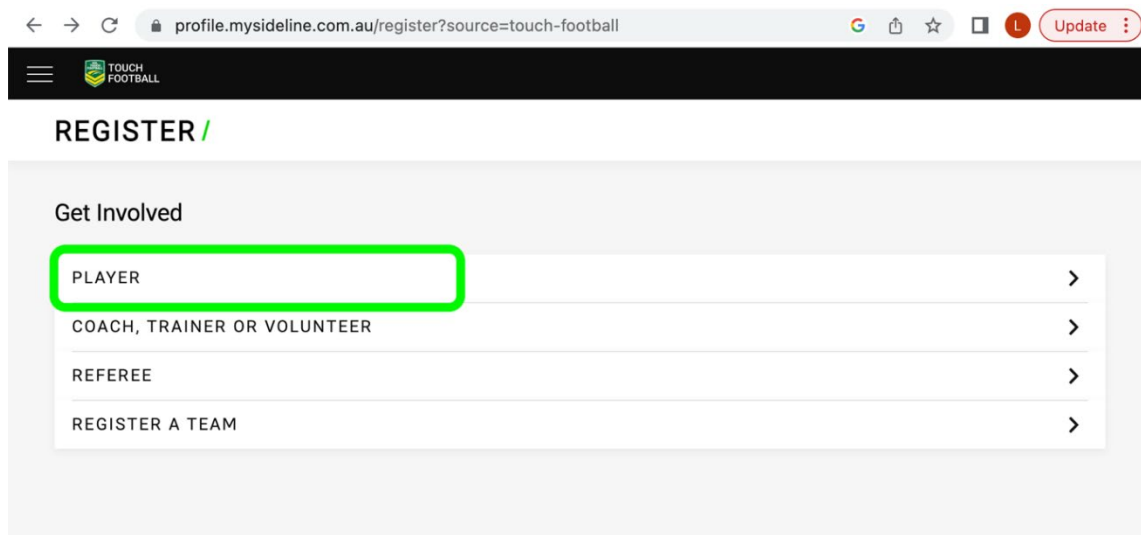 profile.mysideline.com.au/register?source=touch-football
G
L
Update
TOUCH
FOOTBALL
REGISTER /
Get Involved
PLAYER
COACH, TRAINER OR VOLUNTEER
REFEREE
REGISTER A TEAM